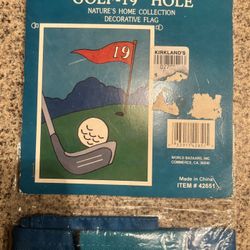 GOLF-19TH HOLE
NATURE'S HOME COLLECTION
DECORATIVE FLAG
19
KIRKLAND'S
WORLD BAZAARS, INC
COMMERCE, CA. 90040
Made in China
ITEM # 42651